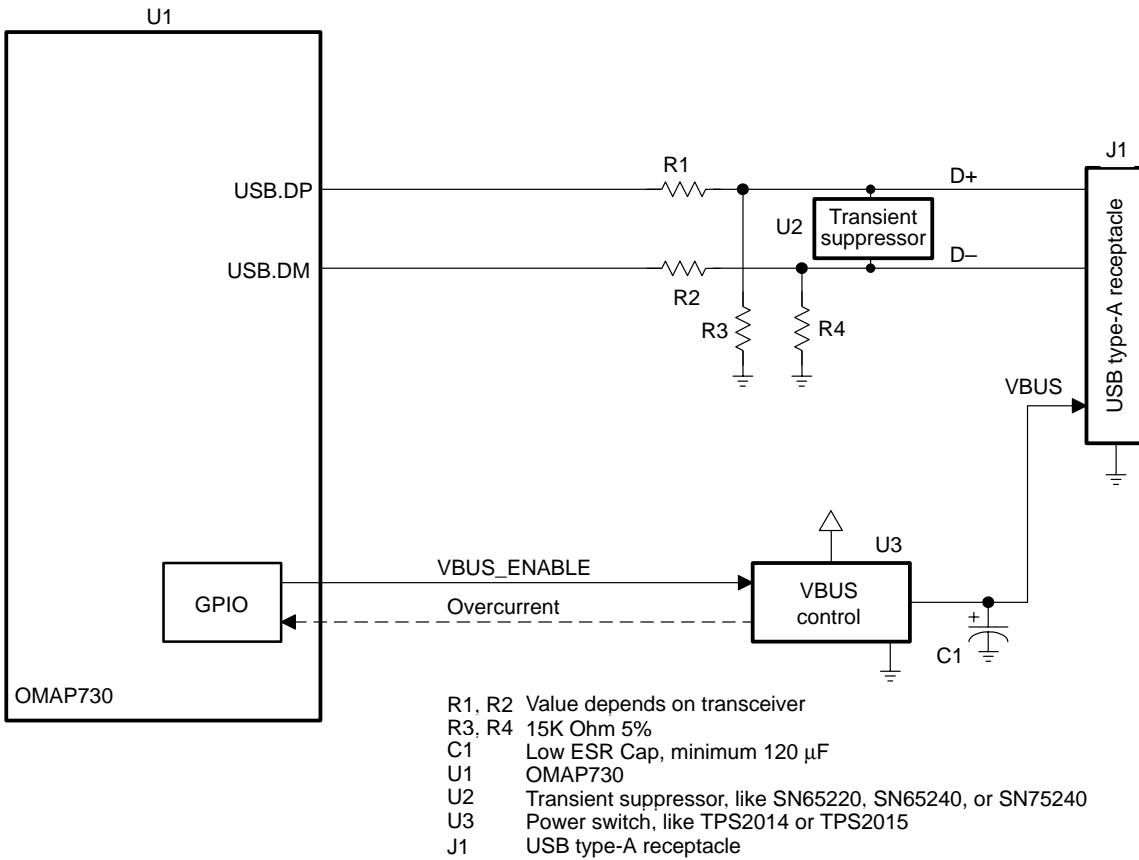 U1
J1
R1
D+
USB.DP
U2
Transient
suppressor
USB type-A receptacle
D–
USB.DM
R2
R3
R4
VBUS
U3
VBUS_ENABLE
GPIO
VBUS
control
Overcurrent
+
C1
OMAP730
R1, R2 Value depends on transceiver
R3, R4 15K Ohm 5%
C1 Low ESR Cap, minimum 120 μF
U1 OMAP730
U2 Transient suppressor, like SN65220, SN65240, or SN75240
U3 Power switch, like TPS2014 or TPS2015
J1 USB type-A receptacle